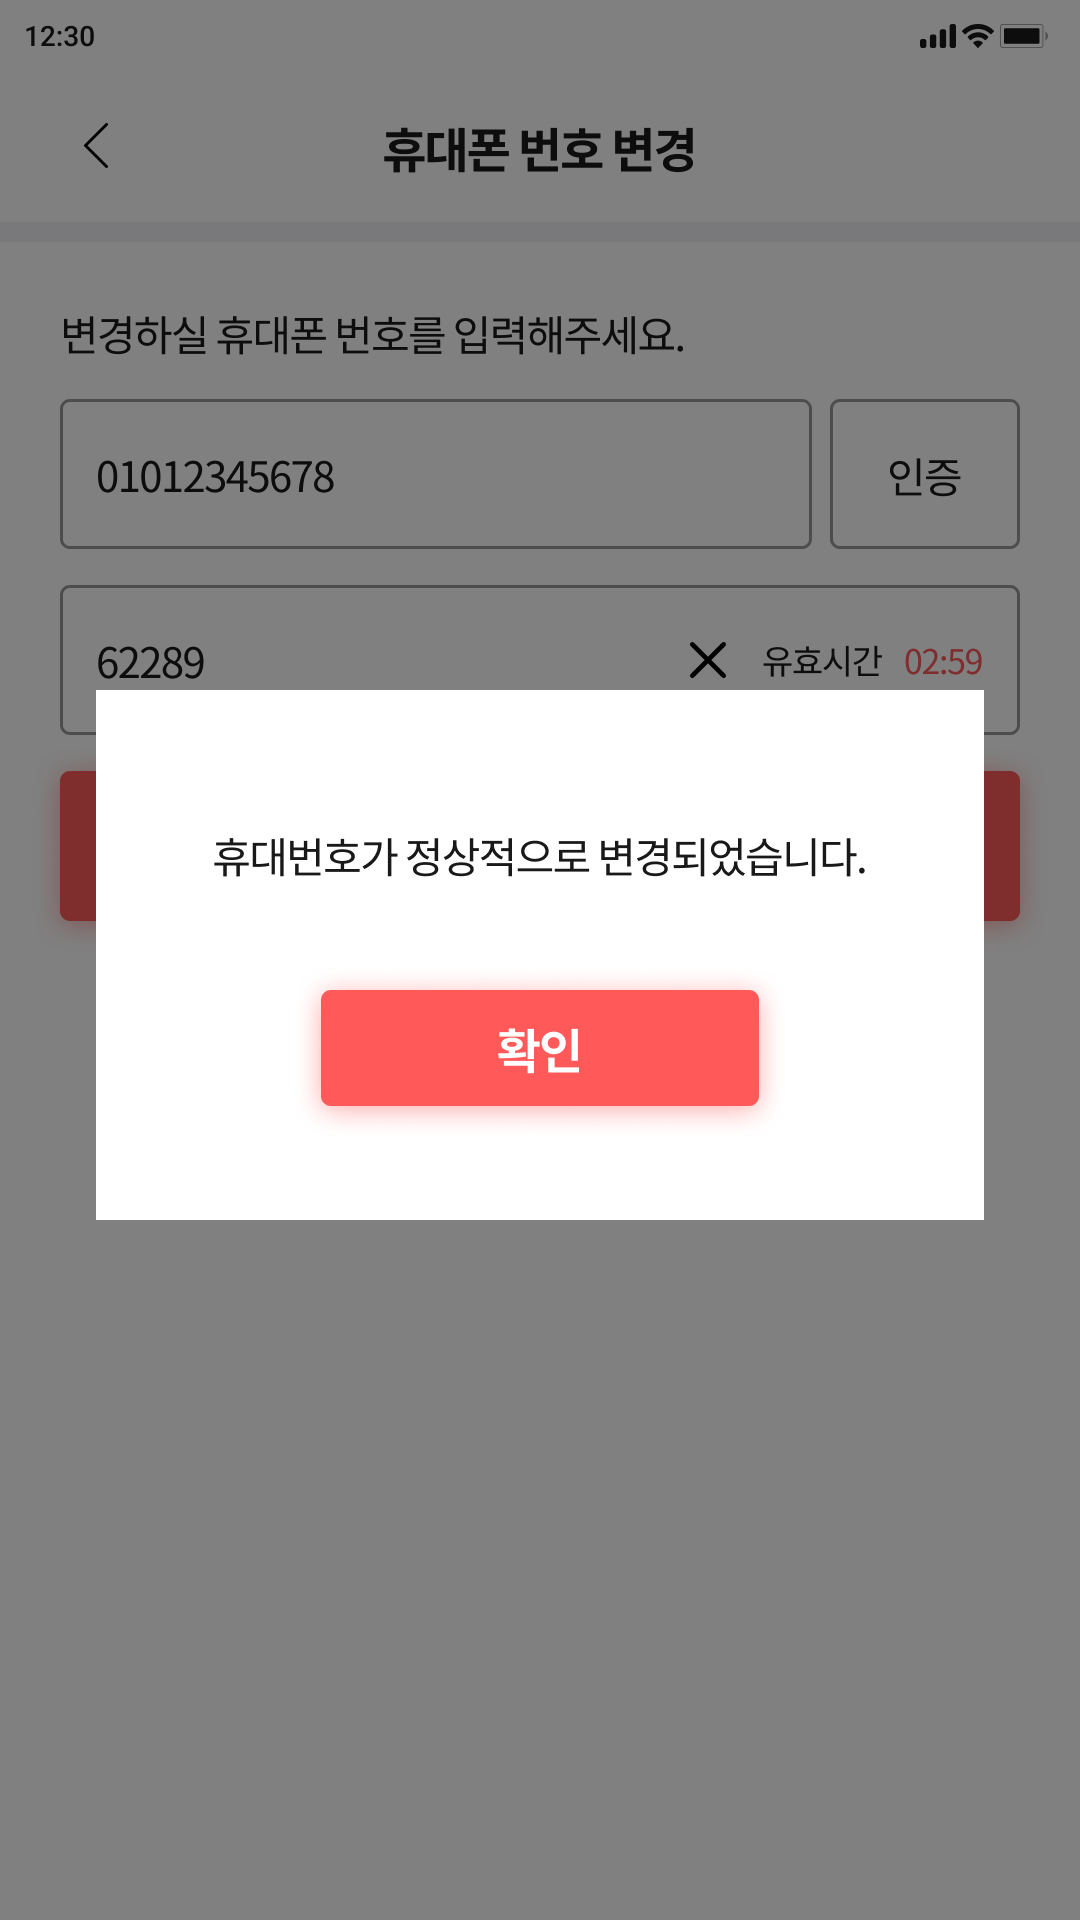 12:30
휴대폰 번호 변경
변경하실 휴대폰 번호를 입력해주세요.
01012345678
인증
62289
유효시간 02:59
휴대번호가 정상적으로 변경되었습니다.
확인